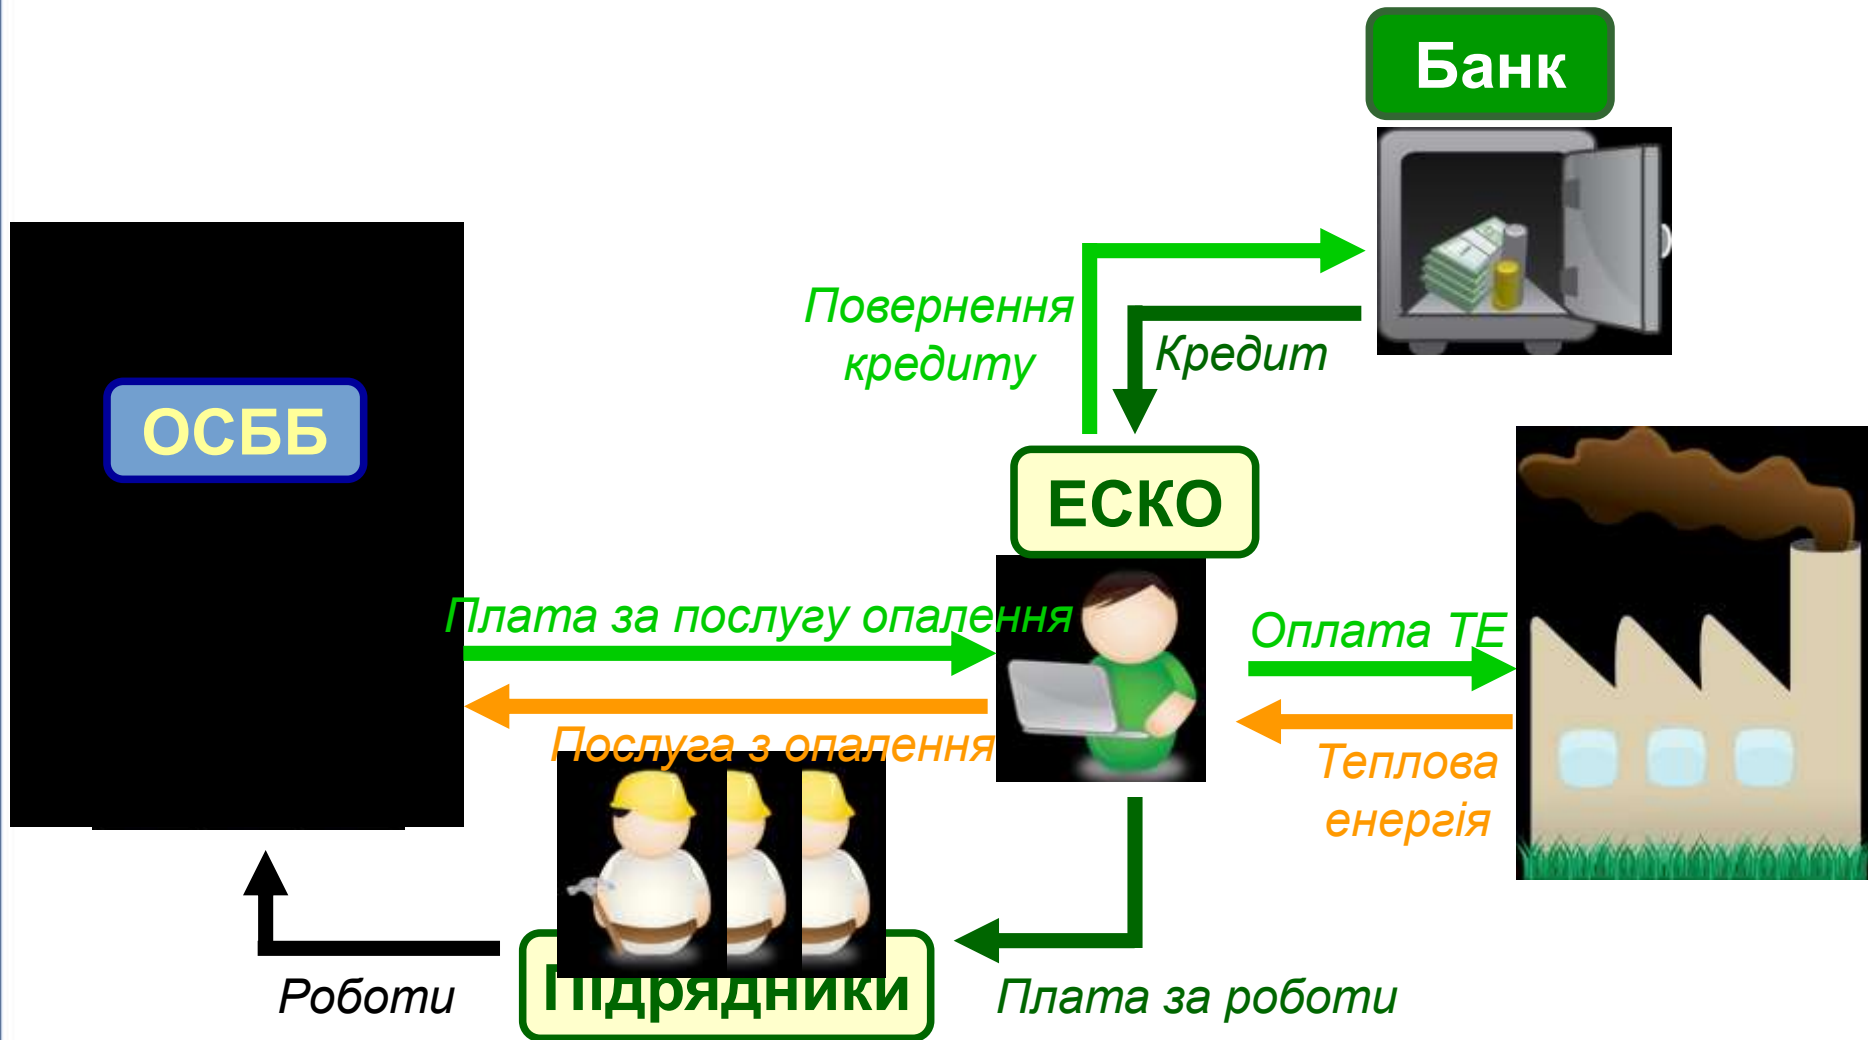 Банк
Повернення
кредиту
Кредит
ОСББ
ЕСКО
Плата за послугу опалення
Оплата ТЕ
Послуга з опалення
Теплова
енергія
Роботи
Підрядники
Плата за роботи